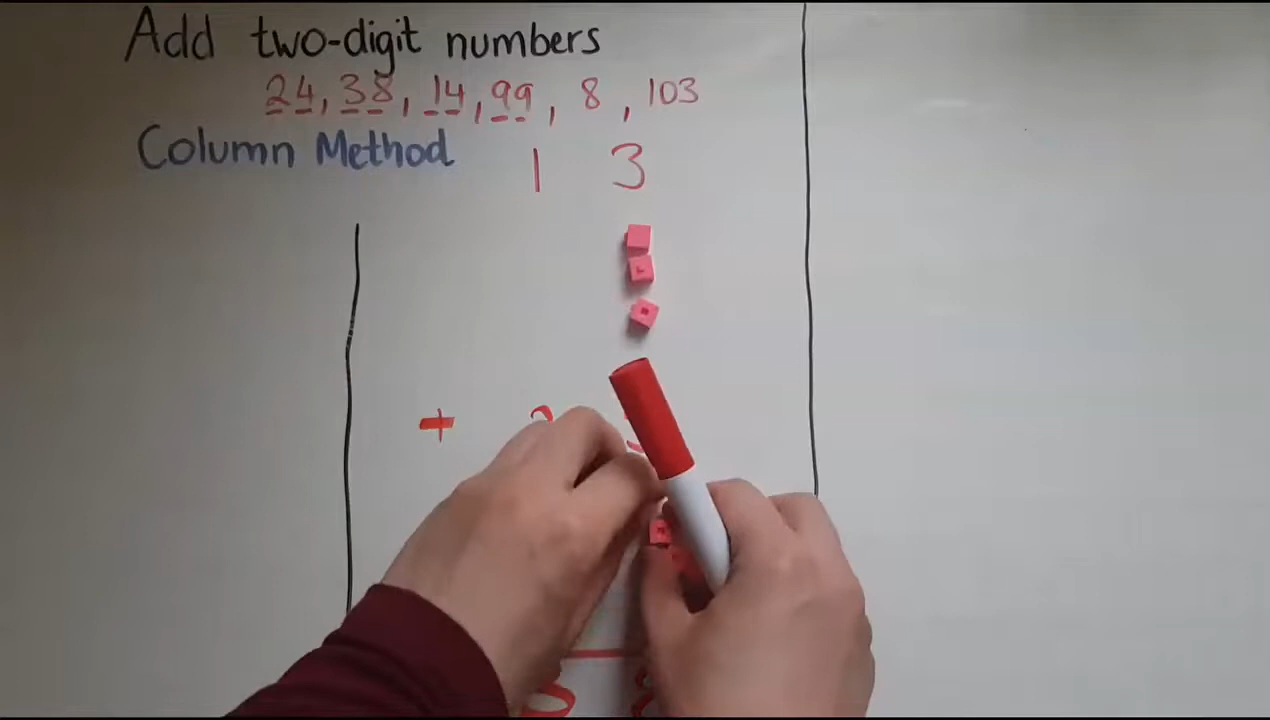 Add two-digit numbers
24, 38, 14, 99, 8, 103
Column Method 1 3
+